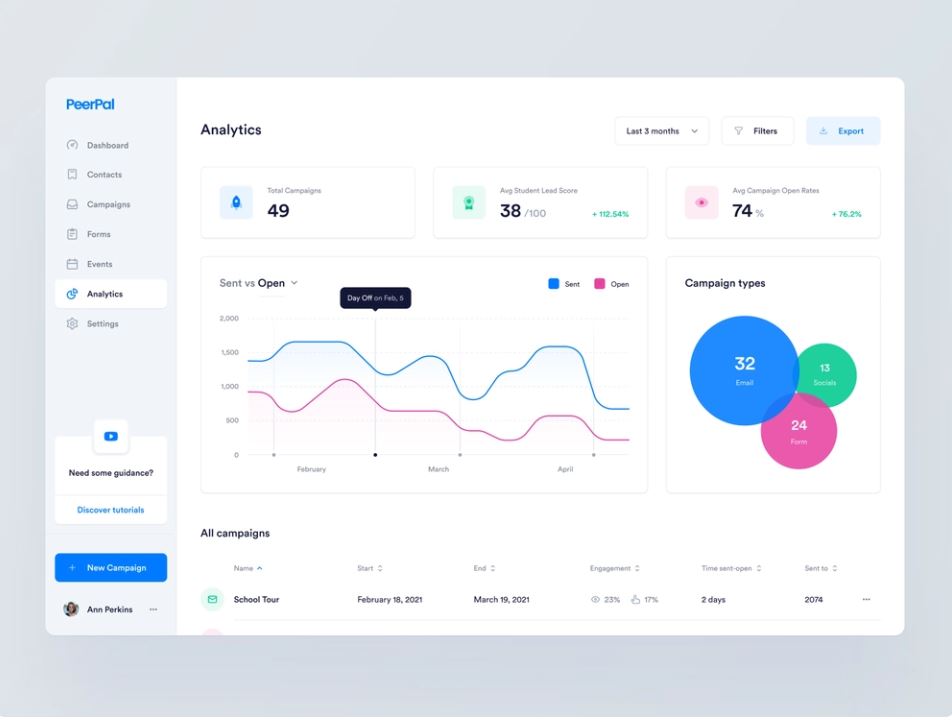 PeerPal
Dashboard
Contacts
Campaigns
Forms
Events
Analytics
Settings
Need some guidance?
Discover tutorials
+ New Campaign
Ann Perkins ...
Analytics
Last 3 months
Filters
Export
Total Campaigns
49
Avg Student Lead Score
38 /100
+ 112.54%
Avg Campaign Open Rates
74 %
+ 76.2%
Sent vs Open
Sent
Open
Day Off on Feb, 5
2,000
1,500
1,000
500
0
February
March
April
Campaign types
32
Email
13
Socials
24
Form
All campaigns
Name
Start
End
Engagement
Time sent-open
Sent to
School Tour
February 18, 2021
March 19, 2021
23%
17%
2 days
2074
...